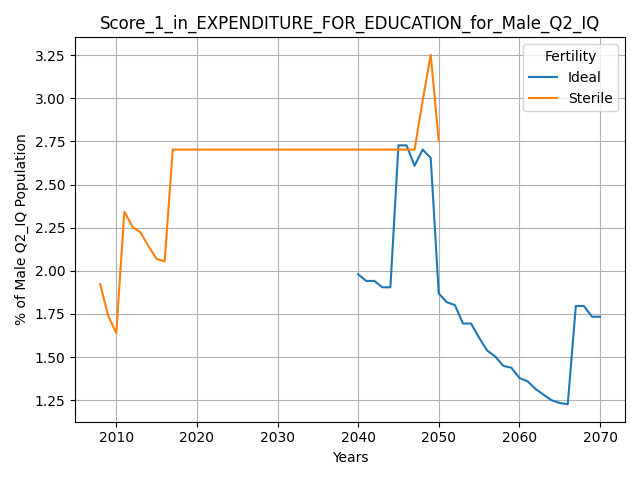 Score_1_in_EXPENDITURE_FOR_EDUCATION_for_Male_Q2_IQ
Fertility
Ideal
Sterile
% of Male Q2_IQ Population
3.25
3.00
2.75
2.50
2.25
2.00
1.75
1.50
1.25
2010 2020 2030 2040 2050 2060 2070
Years